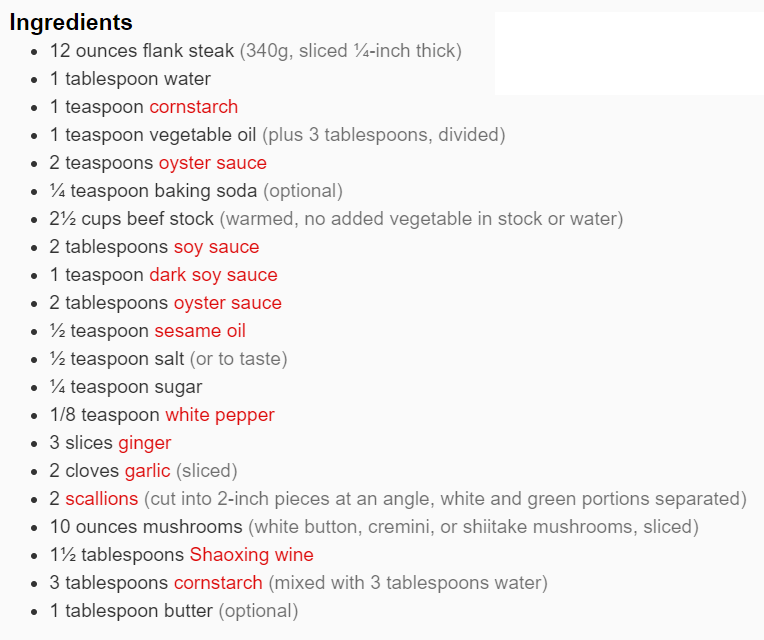 Ingredients
• 12 ounces flank steak (340g, sliced ¼-inch thick)
• 1 tablespoon water
• 1 teaspoon cornstarch
• 1 teaspoon vegetable oil (plus 3 tablespoons, divided)
• 2 teaspoons oyster sauce
• ¼ teaspoon baking soda (optional)
• 2½ cups beef stock (warmed, no added vegetable in stock or water)
• 2 tablespoons soy sauce
• 1 teaspoon dark soy sauce
• 2 tablespoons oyster sauce
• ½ teaspoon sesame oil
• ½ teaspoon salt (or to taste)
• ¼ teaspoon sugar
• 1/8 teaspoon white pepper
• 3 slices ginger
• 2 cloves garlic (sliced)
• 2 scallions (cut into 2-inch pieces at an angle, white and green portions separated)
• 10 ounces mushrooms (white button, cremini, or shiitake mushrooms, sliced)
• 1½ tablespoons Shaoxing wine
• 3 tablespoons cornstarch (mixed with 3 tablespoons water)
• 1 tablespoon butter (optional)